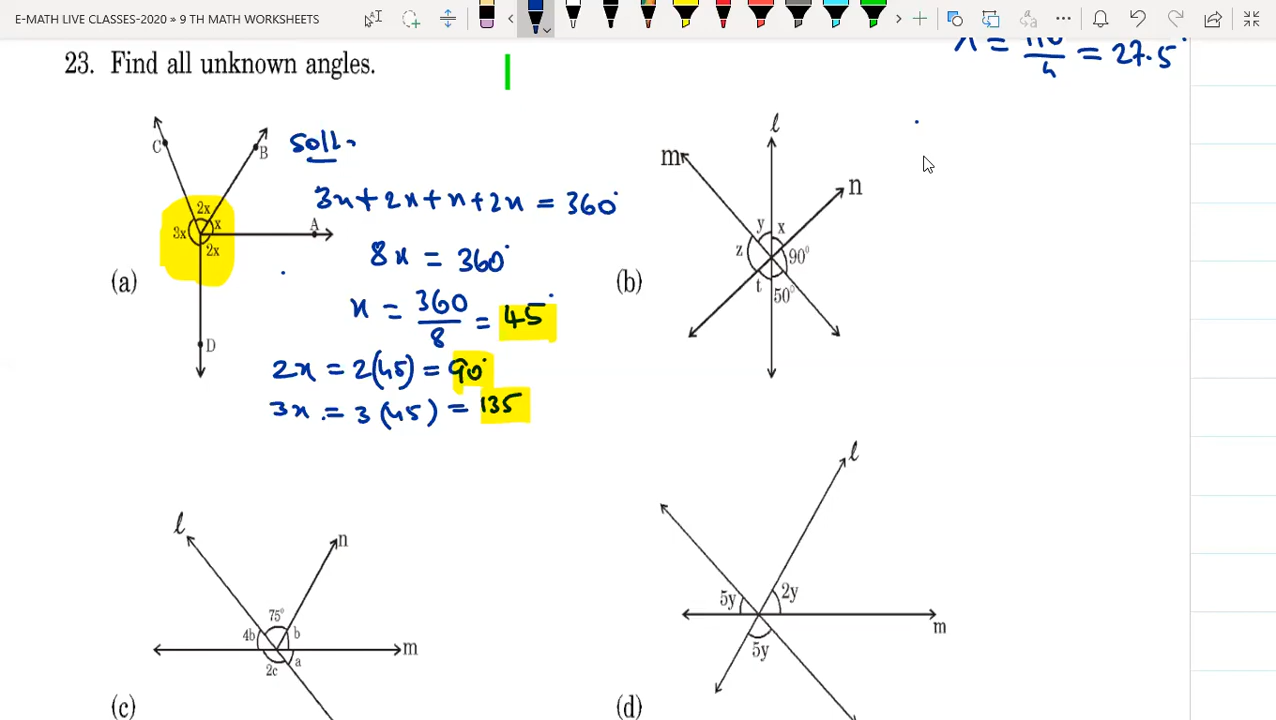 E-MATH LIVE CLASSES-2020 » 9 TH MATH WORKSHEETS
23. Find all unknown angles.
= 27.5°
(a)
C
B
A
D
2x
x
3x
2x
Soll.
3x+2x+x+2x = 360°
8x = 360°
x = 360/8 = 45°
2x = 2(45) = 90°
3x = 3(45) = 135
(b)
l
m
n
y
x
z
90°
t
50°
(c)
l
n
75°
4b
b
m
2c
a
(d)
l
5y
2y
m
5y